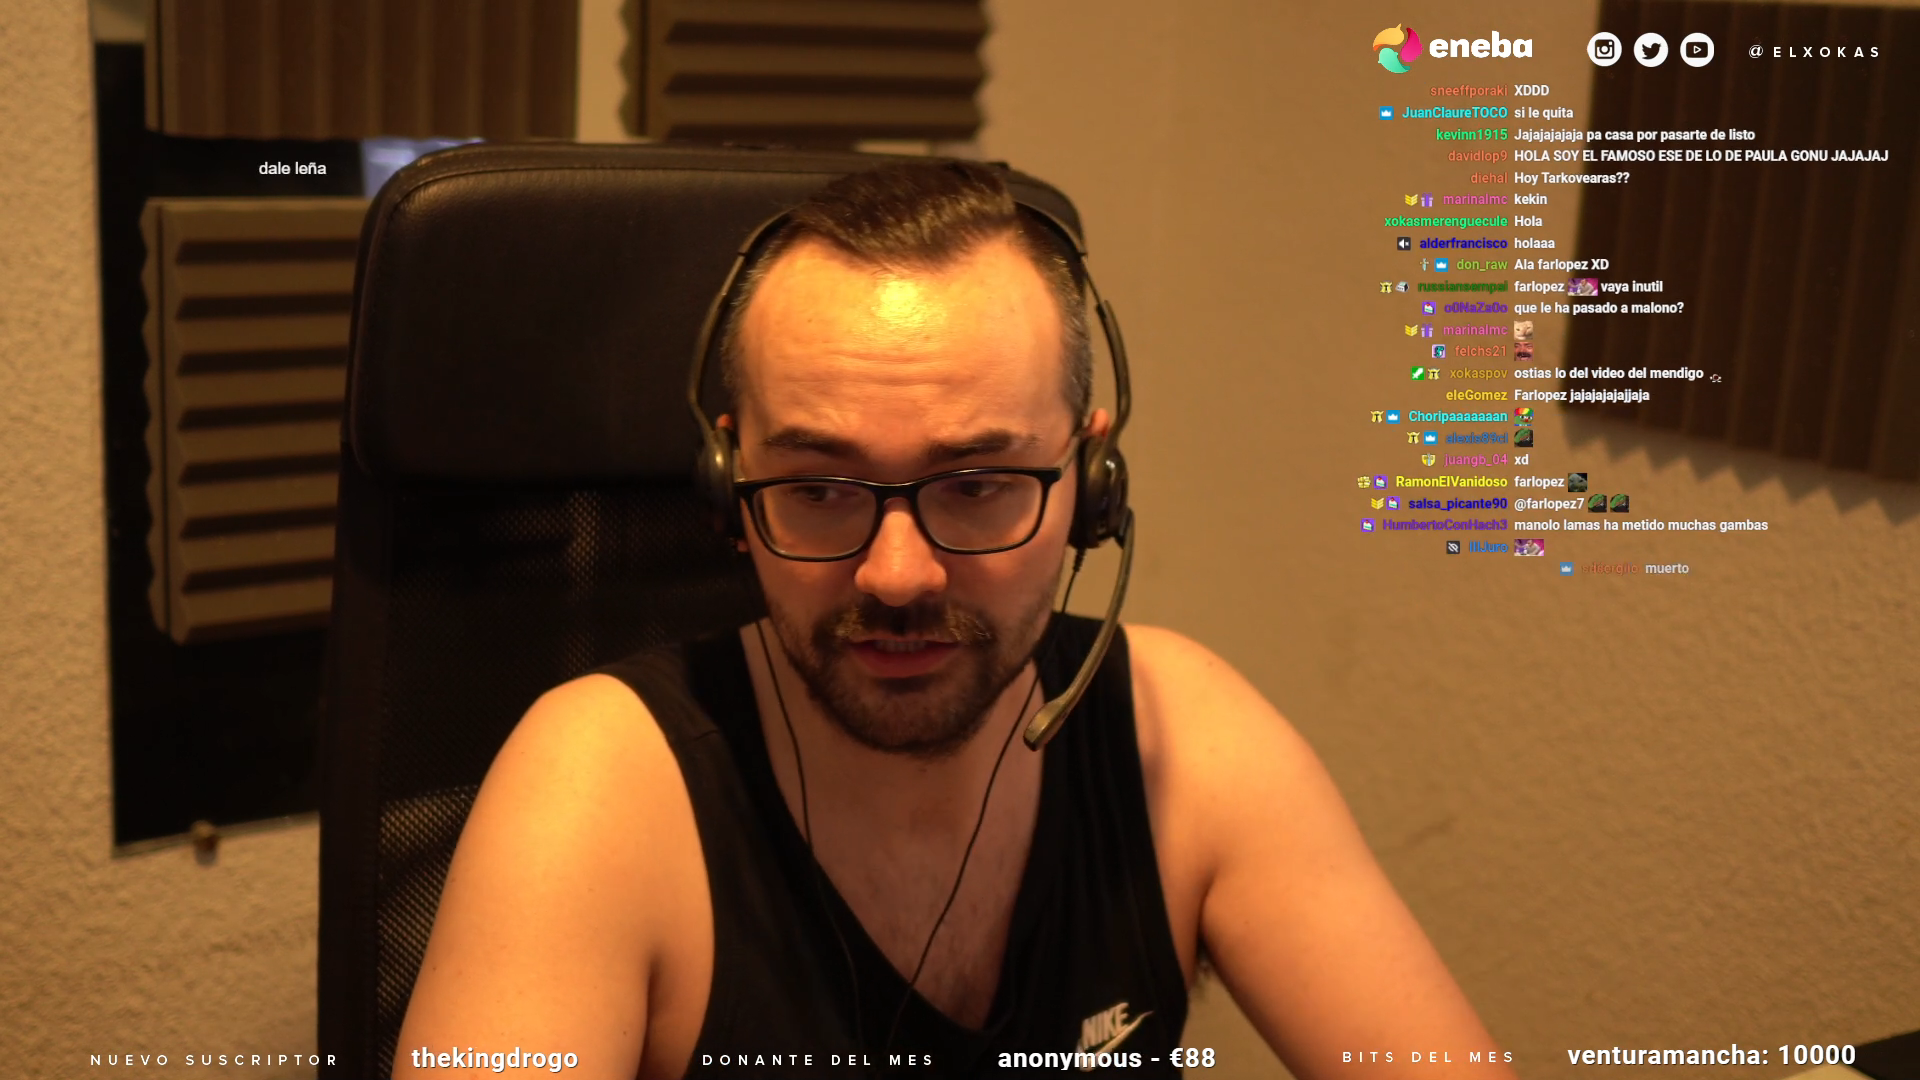 eneba
@ELXOKAS
sneeffporaki XDDD
JuanClaureTOCO si le quita
kevinn1915 Jajajajajaja pa casa por pasarte de listo
davidlop9 HOLA SOY EL FAMOSO ESE DE LO DE PAULA GONU JAJAJAJ
dale leña
diehal Hoy Tarkovearas??
marinalmc kekin
xokasmerenguecule Hola
alderfrancisco holaaa
don_raw Ala farlopez XD
russiansempai farlopez vaya inutil
o0NaZa0o que le ha pasado a malono?
marinalmc
felchs21
xokaspov ostias lo del video del mendigo
eleGomez Farlopez jajajajajajjaja
Choripaaaaaaan
juangb_04 xd
RamonElVanidoso farlopez
salsa_picante90 @farlopez7
HumbertoConHach3 manolo lamas ha metido muchas gambas
muerto
NIKE
NUEVO SUSCRIPTOR thekingdrogo DONANTE DEL MES anonymous - €88 BITS DEL MES venturamancha: 10000